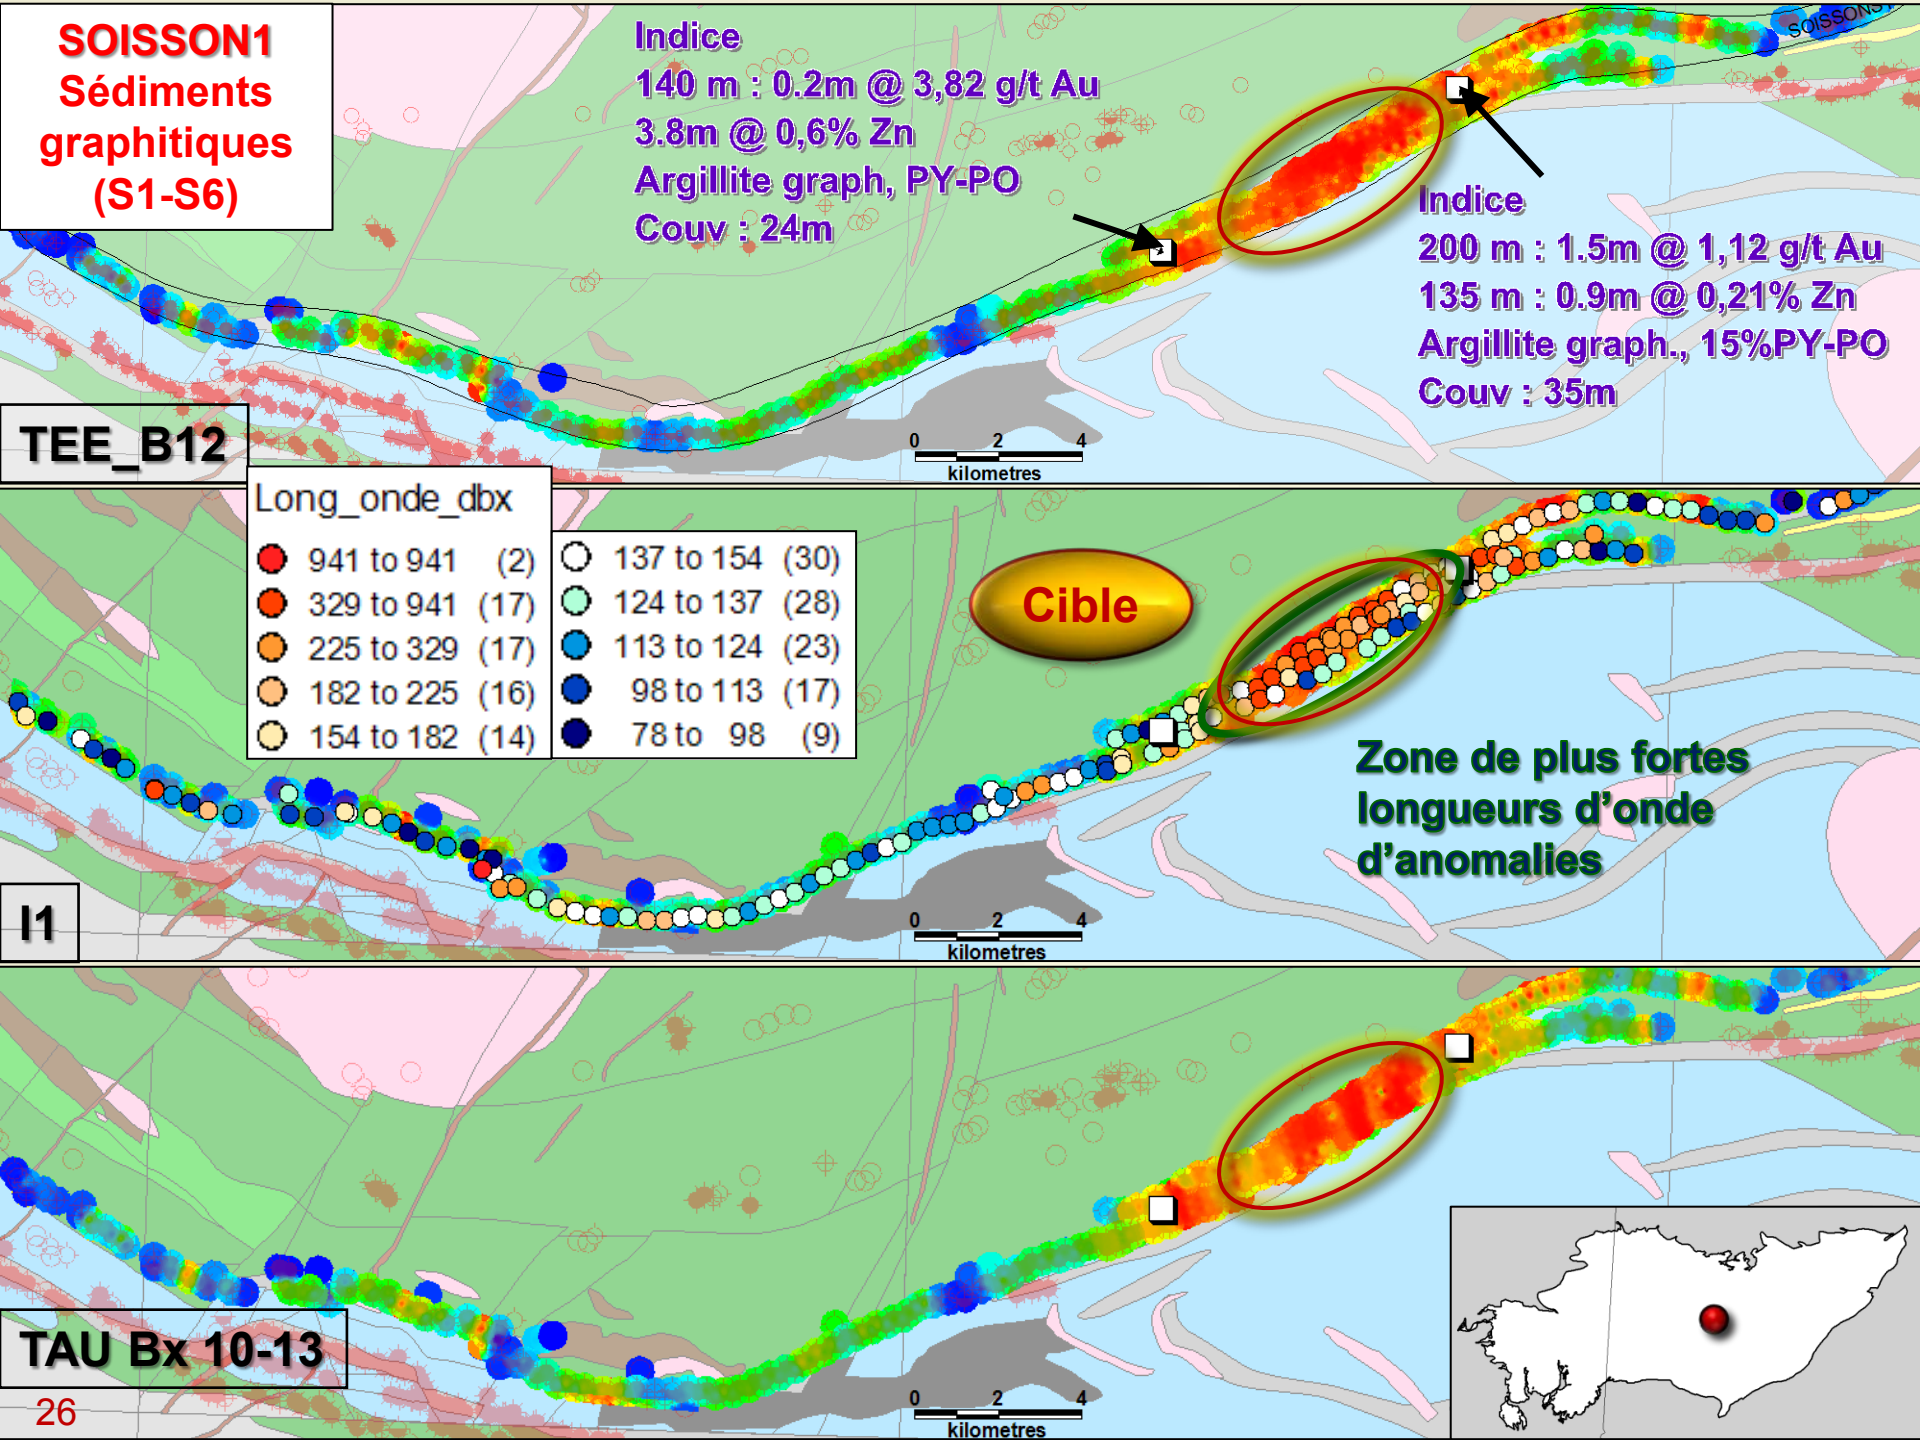 SOISSON1
Sédiments
graphitiques
(S1-S6)
Indice
140 m : 0.2m @ 3,82 g/t Au
3.8m @ 0,6% Zn
Argillite graph, PY-PO
Couv : 24m
Indice
200 m : 1.5m @ 1,12 g/t Au
135 m : 0.9m @ 0,21% Zn
Argillite graph., 15%PY-PO
Couv : 35m
TEE_B12
0 2 4
kilometres
Long_onde_dbx
941 to 941 (2)
329 to 941 (17)
225 to 329 (17)
182 to 225 (16)
154 to 182 (14)
137 to 154 (30)
124 to 137 (28)
113 to 124 (23)
98 to 113 (17)
78 to 98 (9)
Cible
Zone de plus fortes
longueurs d’onde
d’anomalies
I1
0 2 4
kilometres
TAU Bx 10-13
0 2 4
kilometres
26